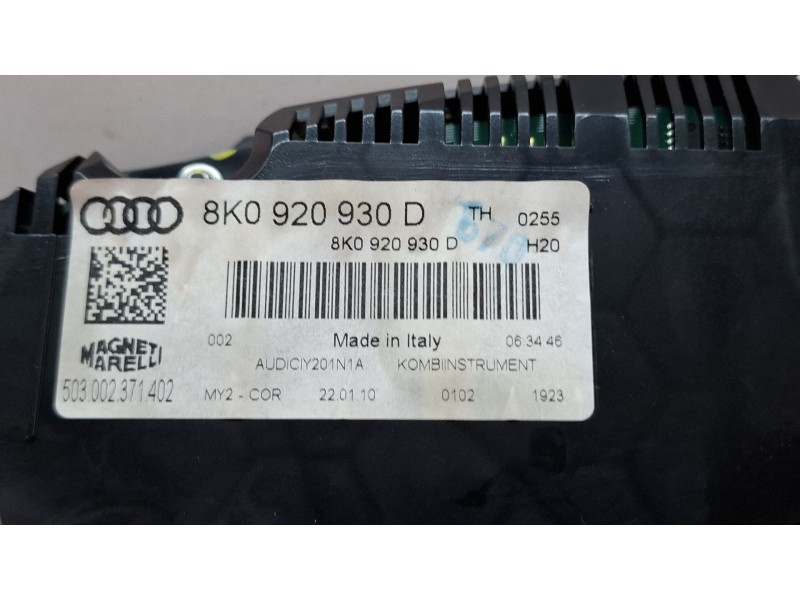 8K0 920 930 D TH 0255
8K0 920 930 D H20
002 Made in Italy 06:34:46
MAGNETI
MARELLI
AUDICIY201N1A KOMBIINSTRUMENT
503.002.371.402
MY2 - COR 22.01.10 0102 1923